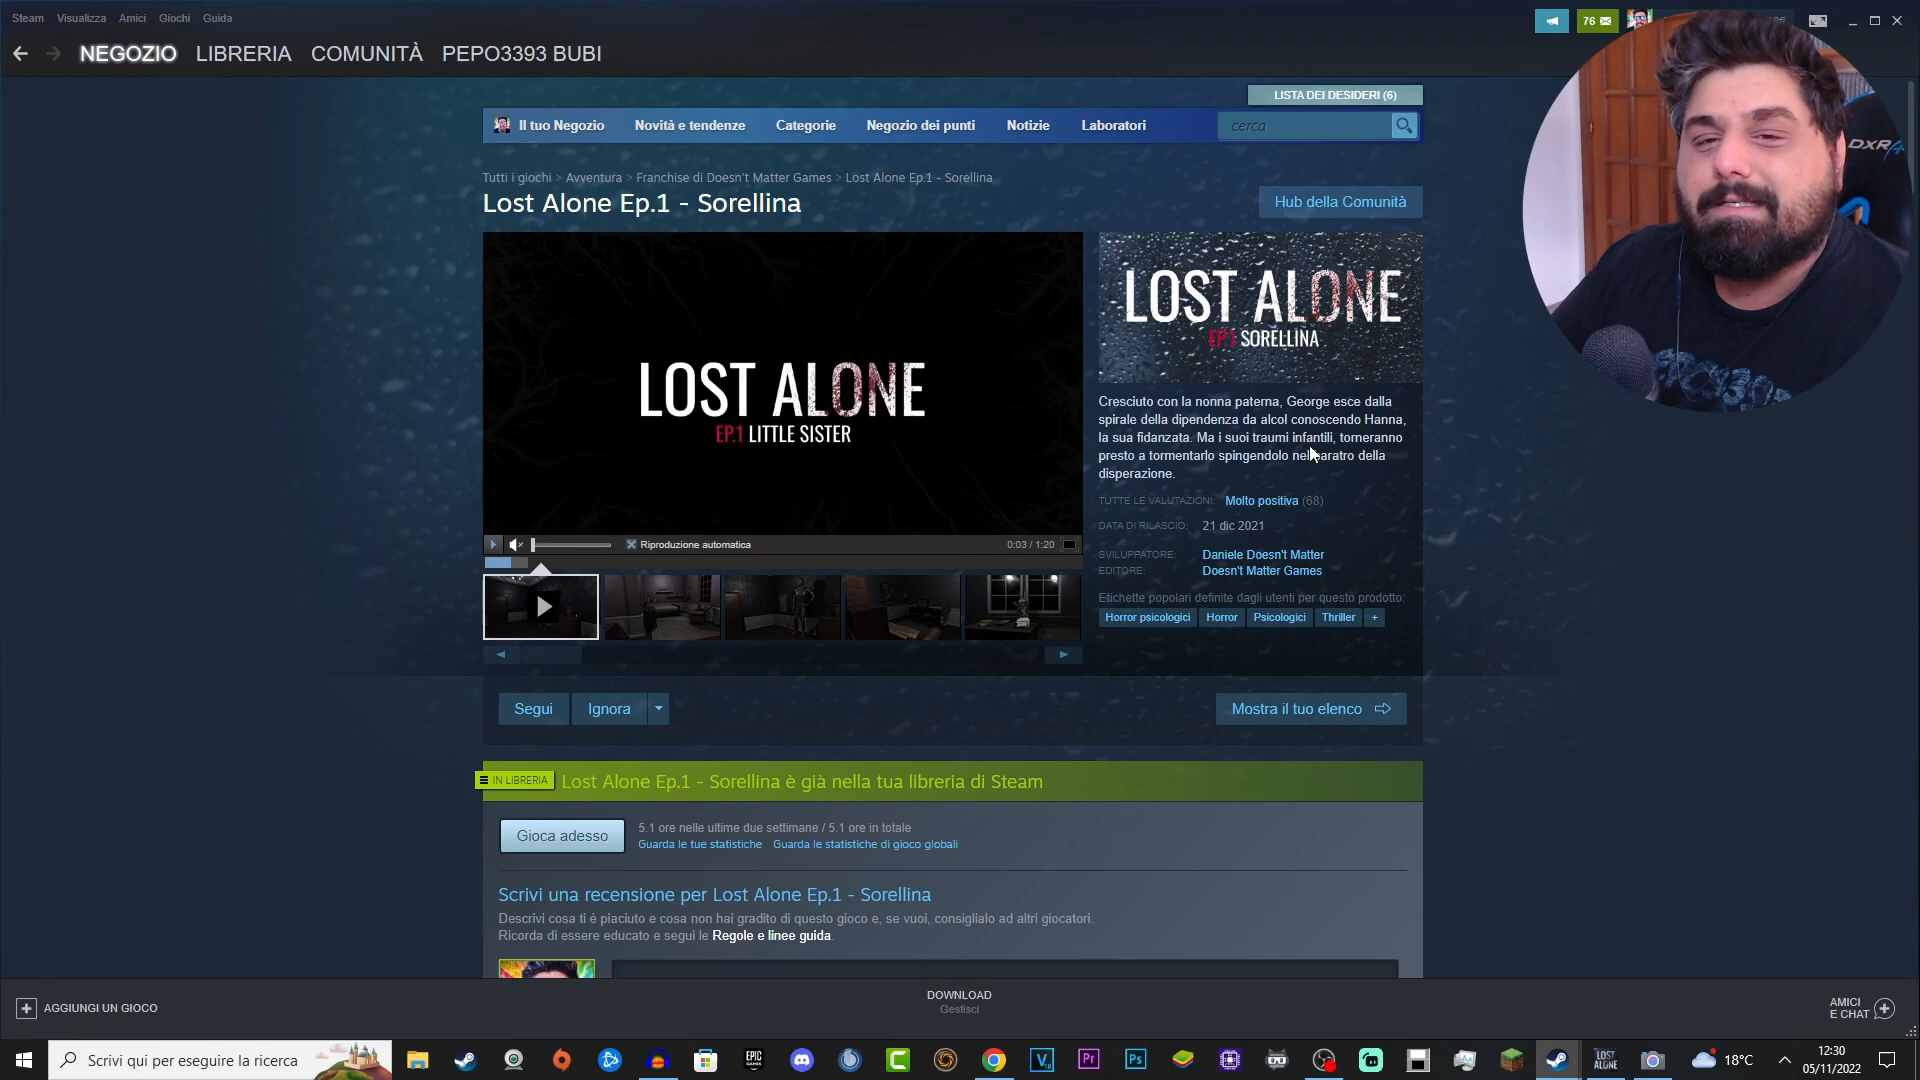 Steam Visualizza Amici Giochi Guida
76
NEGOZIO LIBRERIA COMUNITÀ PEPO3393 BUBI
LISTA DEI DESIDERI (6)
Il tuo Negozio Novità e tendenze Categorie Negozio dei punti Notizie Laboratori cerca
Tutti i giochi > Avventura > Franchise di Doesn't Matter Games > Lost Alone Ep.1 - Sorellina
Lost Alone Ep.1 - Sorellina
Hub della Comunità
LOST ALONE
EP.1 LITTLE SISTER
LOST ALONE
EP.1 SORELLINA
Cresciuto con la nonna paterna, George esce dalla
spirale della dipendenza da alcol conoscendo Hanna,
la sua fidanzata. Ma i suoi traumi infantili, torneranno
presto a tormentarlo spingendolo nel baratro della
disperazione.
TUTTE LE VALUTAZIONI: Molto positiva (68)
DATA DI RILASCIO: 21 dic 2021
SVILUPPATORE: Daniele Doesn't Matter
EDITORE: Doesn't Matter Games
Etichette popolari definite dagli utenti per questo prodotto:
Horror psicologici Horror Psicologici Thriller +
Riproduzione automatica 0:03 / 1:20
Segui Ignora
Mostra il tuo elenco
IN LIBRERIA Lost Alone Ep.1 - Sorellina è già nella tua libreria di Steam
Gioca adesso
5.1 ore nelle ultime due settimane / 5.1 ore in totale
Guarda le tue statistiche Guarda le statistiche di gioco globali
Scrivi una recensione per Lost Alone Ep.1 - Sorellina
Descrivi cosa ti è piaciuto e cosa non hai gradito di questo gioco e, se vuoi, consiglialo ad altri giocatori.
Ricorda di essere educato e segui le Regole e linee guida.
AGGIUNGI UN GIOCO
DOWNLOAD
Gestisci
AMICI
E CHAT
Scrivi qui per eseguire la ricerca
EPIC
GAMES
Pr
Ps
LOST
ALONE
18°C
12:30
05/11/2022
DXR